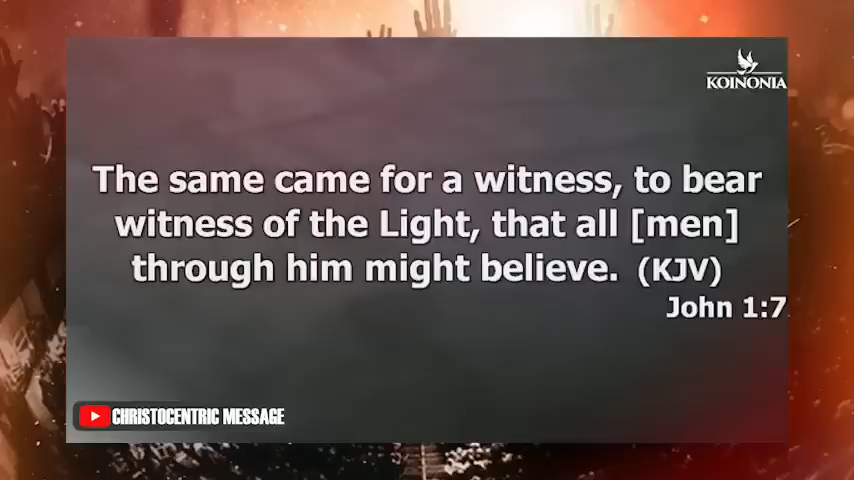 KOINONIA
The same came for a witness, to bear
witness of the Light, that all [men]
through him might believe. (KJV)
John 1:7
CHRISTOCENTRIC MESSAGE